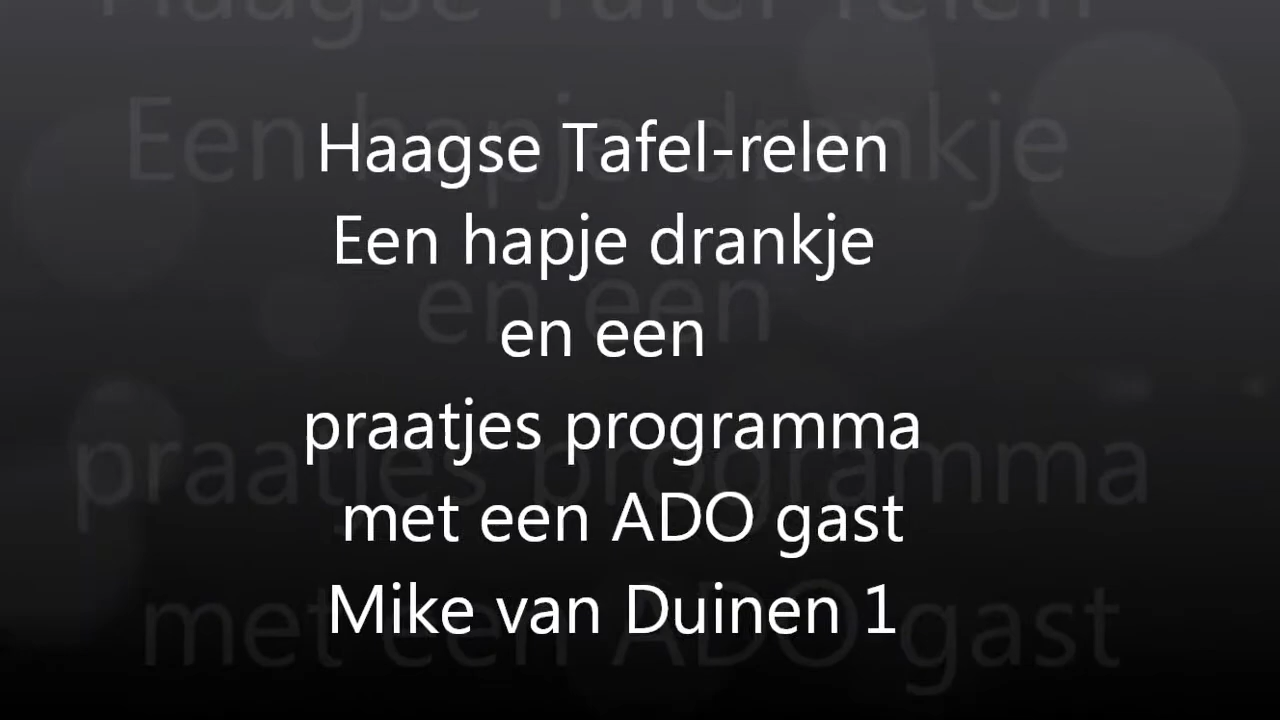 Haagse Tafel-relen
Een hapje drankje
en een
praatjes programma
met een ADO gast
Mike van Duinen 1